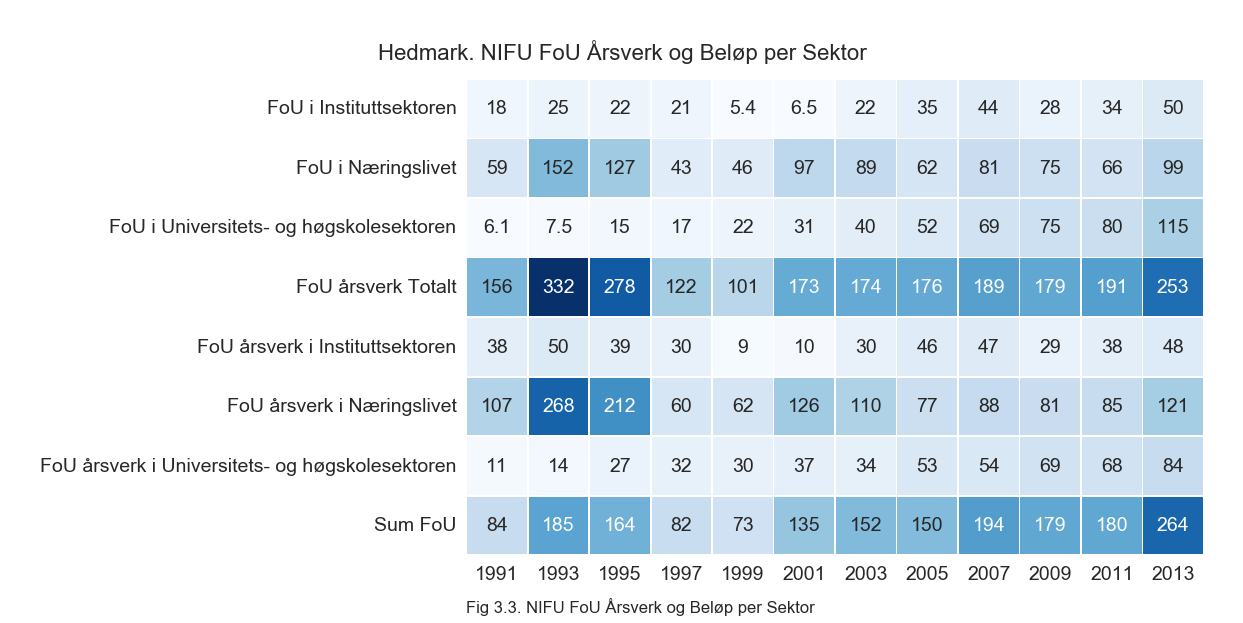 Hedmark. NIFU FoU Årsverk og Beløp per Sektor
FoU i Instituttsektoren 18 25 22 21 5.4 6.5 22 35 44 28 34 50
FoU i Næringslivet 59 152 127 43 46 97 89 62 81 75 66 99
FoU i Universitets- og høgskolesektoren 6.1 7.5 15 17 22 31 40 52 69 75 80 115
FoU årsverk Totalt 156 332 278 122 101 173 174 176 189 179 191 253
FoU årsverk i Instituttsektoren 38 50 39 30 9 10 30 46 47 29 38 48
FoU årsverk i Næringslivet 107 268 212 60 62 126 110 77 88 81 85 121
FoU årsverk i Universitets- og høgskolesektoren 11 14 27 32 30 37 34 53 54 69 68 84
Sum FoU 84 185 164 82 73 135 152 150 194 179 180 264
1991 1993 1995 1997 1999 2001 2003 2005 2007 2009 2011 2013
Fig 3.3. NIFU FoU Årsverk og Beløp per Sektor